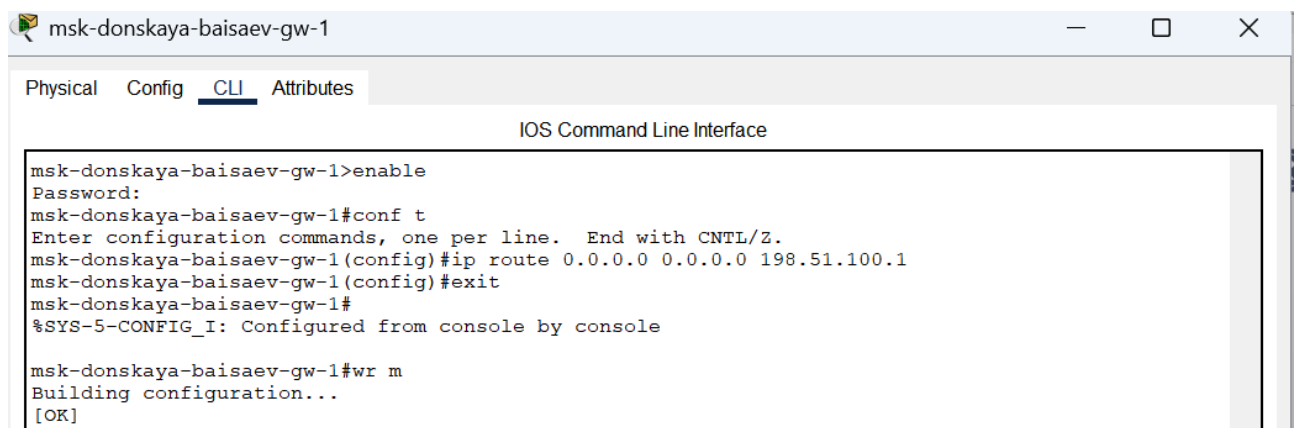 msk-donskaya-baisaev-gw-1
Physical Config CLI Attributes
IOS Command Line Interface
msk-donskaya-baisaev-gw-1>enable
Password:
msk-donskaya-baisaev-gw-1#conf t
Enter configuration commands, one per line.  End with CNTL/Z.
msk-donskaya-baisaev-gw-1(config)#ip route 0.0.0.0 0.0.0.0 198.51.100.1
msk-donskaya-baisaev-gw-1(config)#exit
msk-donskaya-baisaev-gw-1#
%SYS-5-CONFIG_I: Configured from console by console
msk-donskaya-baisaev-gw-1#wr m
Building configuration...
[OK]